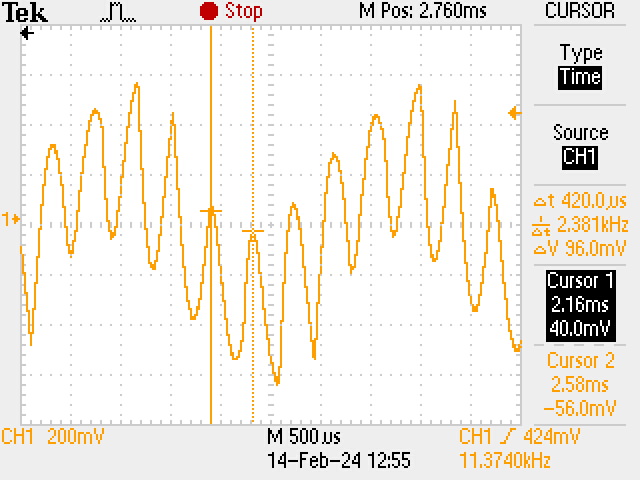 Tek Stop M Pos: 2.760ms CURSOR
Type
Time
Source
CH1
1
Δt 420.0µs
1/Δt 2.381kHz
ΔV 96.0mV
Cursor 1
2.16ms
40.0mV
Cursor 2
2.58ms
−56.0mV
CH1 200mV M 500µs CH1 424mV
14-Feb-24 12:55 11.3740kHz